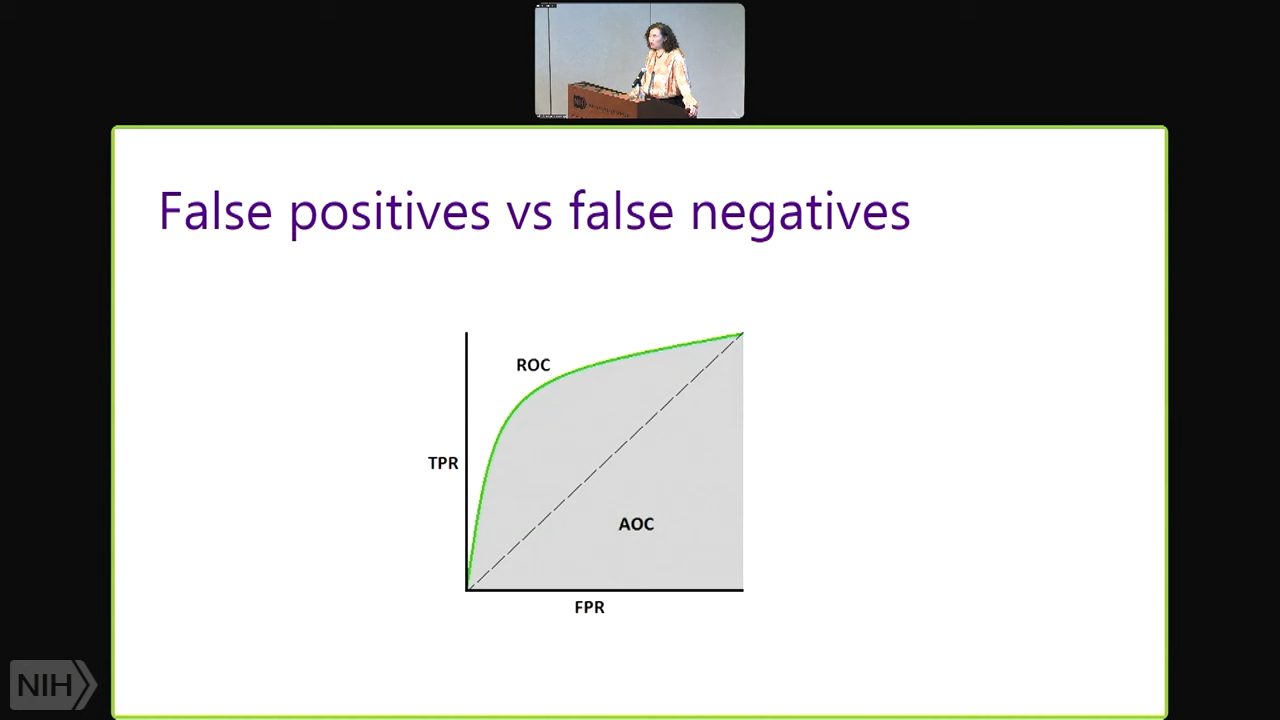 False positives vs false negatives
ROC
TPR
AOC
FPR
NIH